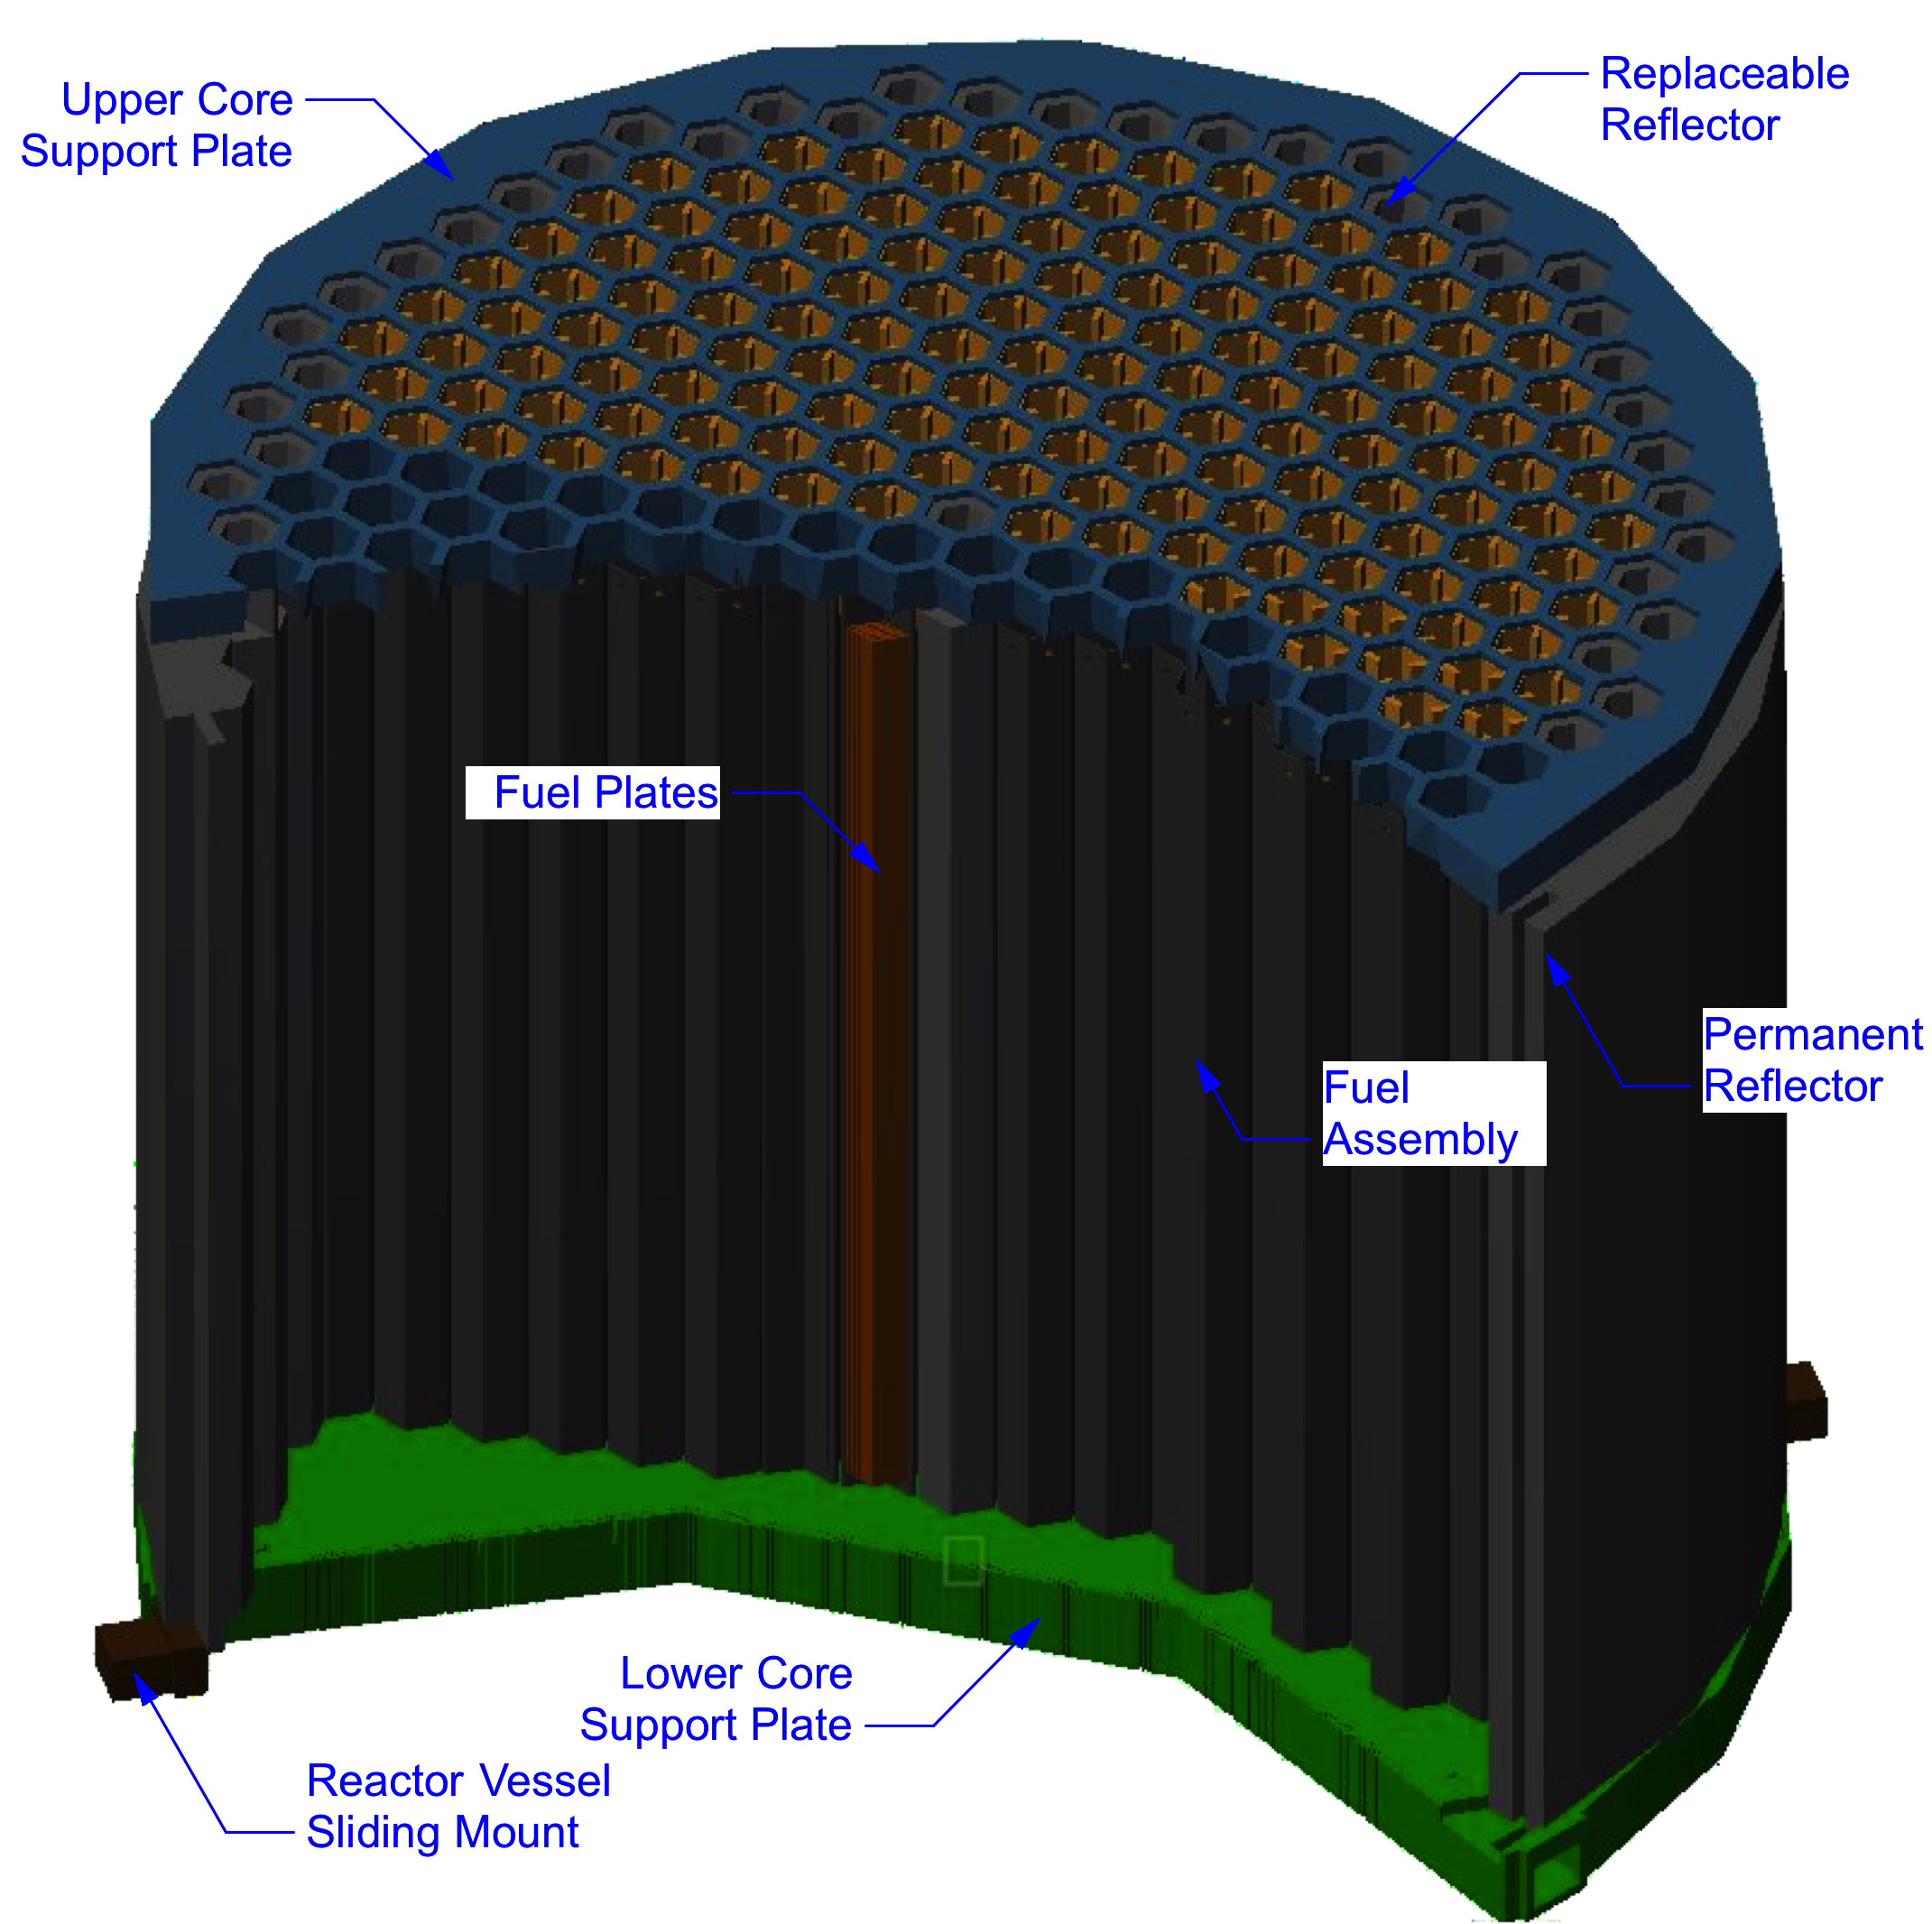 Upper Core
Support Plate
Replaceable
Reflector
Fuel Plates
Permanent
Reflector
Fuel
Assembly
Lower Core
Support Plate
Reactor Vessel
Sliding Mount